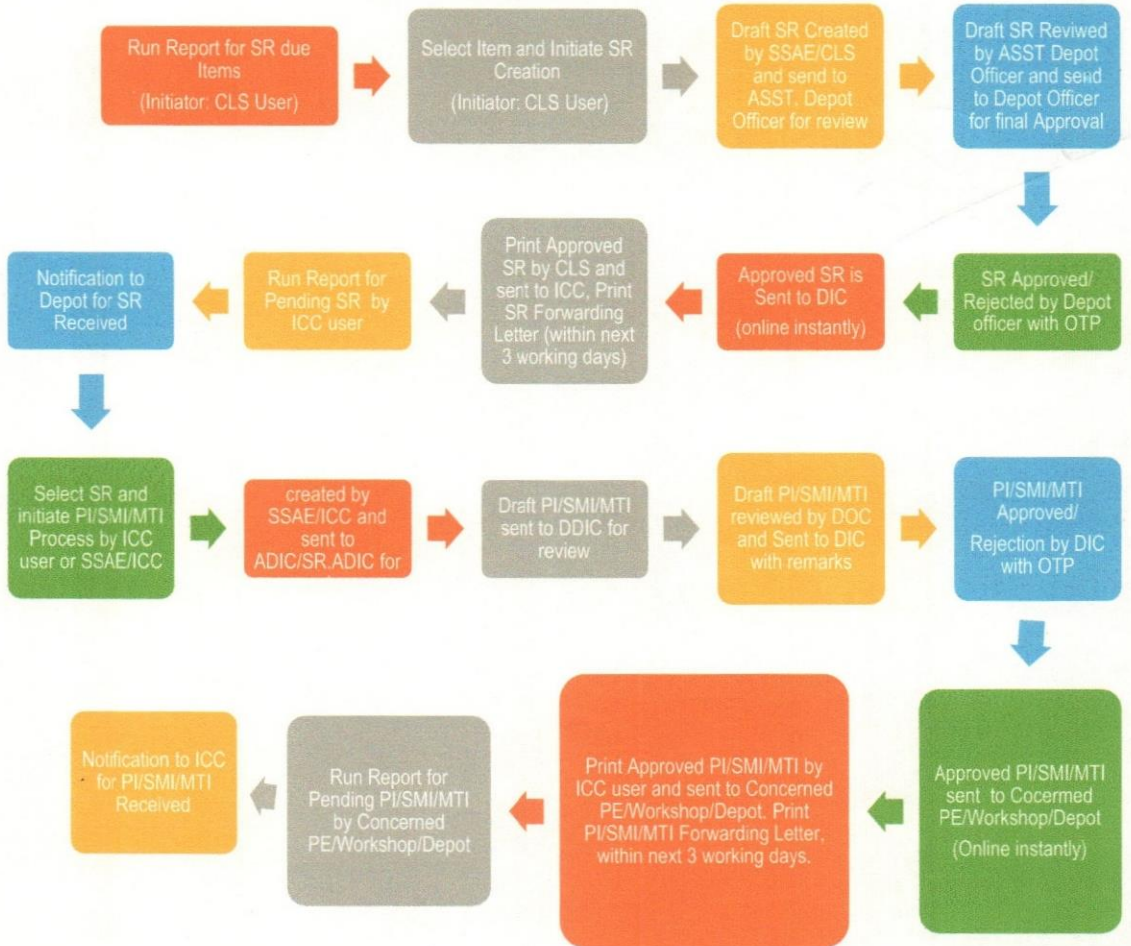 Run Report for SR due
Items
(Initiator: CLS User)
Select Item and Initiate SR
Creation
(Initiator: CLS User)
Draft SR Created
by SSAE/CLS
and send to
ASST. Depot
Officer for review
Draft SR Reviwed
by ASST Depot
Officer and send
to Depot Officer
for final Approval
SR Approved/
Rejected by Depot
officer with OTP
Approved SR is
Sent to DIC
(online instantly)
Print Approved
SR by CLS and
sent to ICC, Print
SR Forwarding
Letter (within next
3 working days)
Run Report for
Pending SR by
ICC user
Notification to
Depot for SR
Received
Select SR and
initiate PI/SMI/MTI
Process by ICC
user or SSAE/ICC
created by
SSAE/ICC and
sent to
ADIC/SR.ADIC for
Draft PI/SMI/MTI
sent to DDIC for
review
Draft PI/SMI/MTI
reviewed by DOC
and Sent to DIC
with remarks
PI/SMI/MTI
Approved/
Rejection by DIC
with OTP
Approved PI/SMI/MTI
sent to Cocermed
PE/Workshop/Depot
(Online instantly)
Print Approved PI/SMI/MTI by
ICC user and sent to Concerned
PE/Workshop/Depot. Print
PI/SMI/MTI Forwarding Letter,
within next 3 working days.
Run Report for
Pending PI/SMI/MTI
by Concerned
PE/Workshop/Depot
Notification to ICC
for PI/SMI/MTI
Received